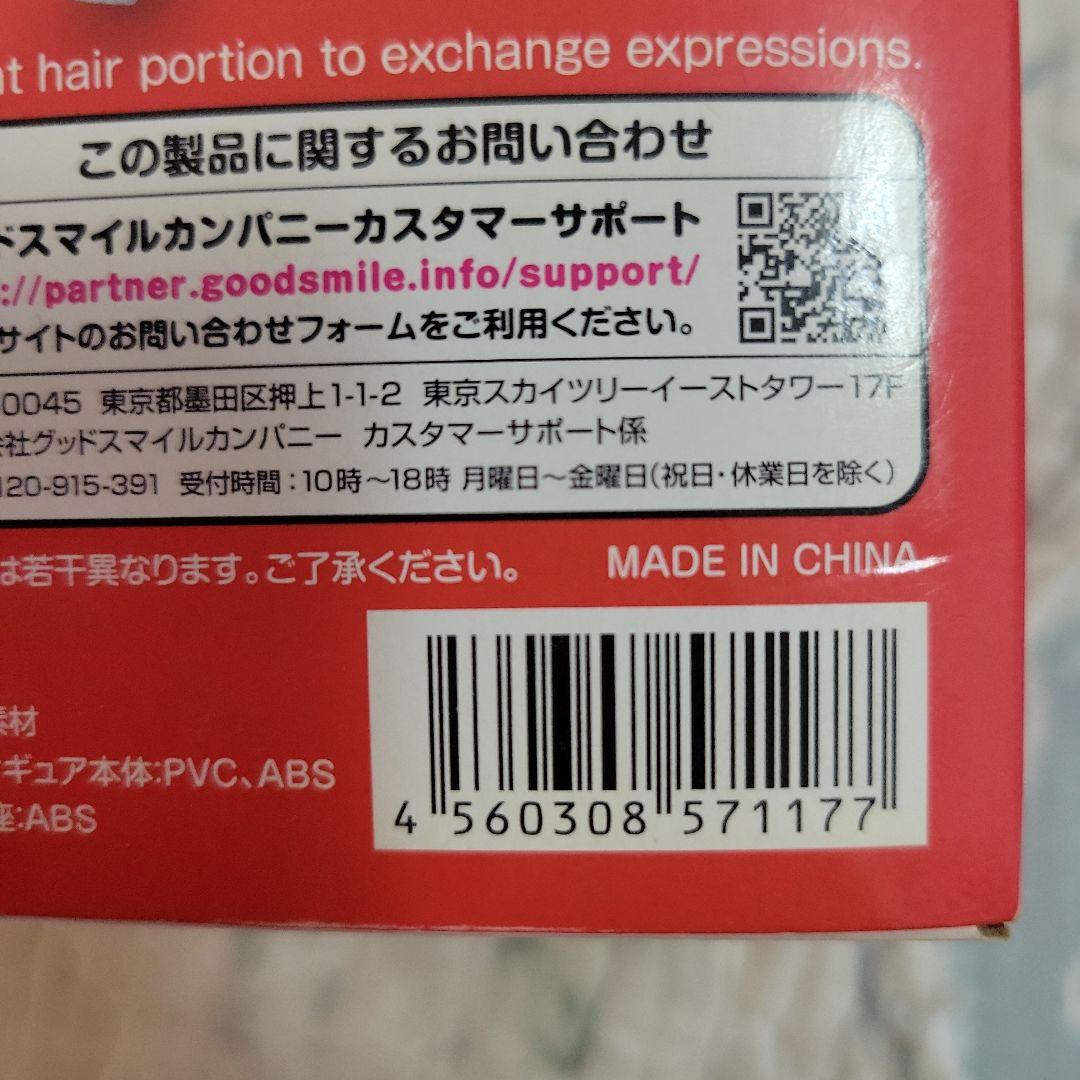 hair portion to exchange expressions.
この製品に関するお問い合わせ
ドスマイルカンパニーカスタマーサポート
://partner.goodsmile.info/support/
サイトのお問い合わせフォームをご利用ください。
0045 東京都墨田区押上1-1-2 東京スカイツリーイーストタワー17F
会社グッドスマイルカンパニー カスタマーサポート係
120-915-391 受付時間:10時～18時 月曜日～金曜日(祝日・休業日を除く)
は若干異なります。ご了承ください。 MADE IN CHINA
素材
ギュア本体:PVC、ABS
座:ABS
4 560308 571177